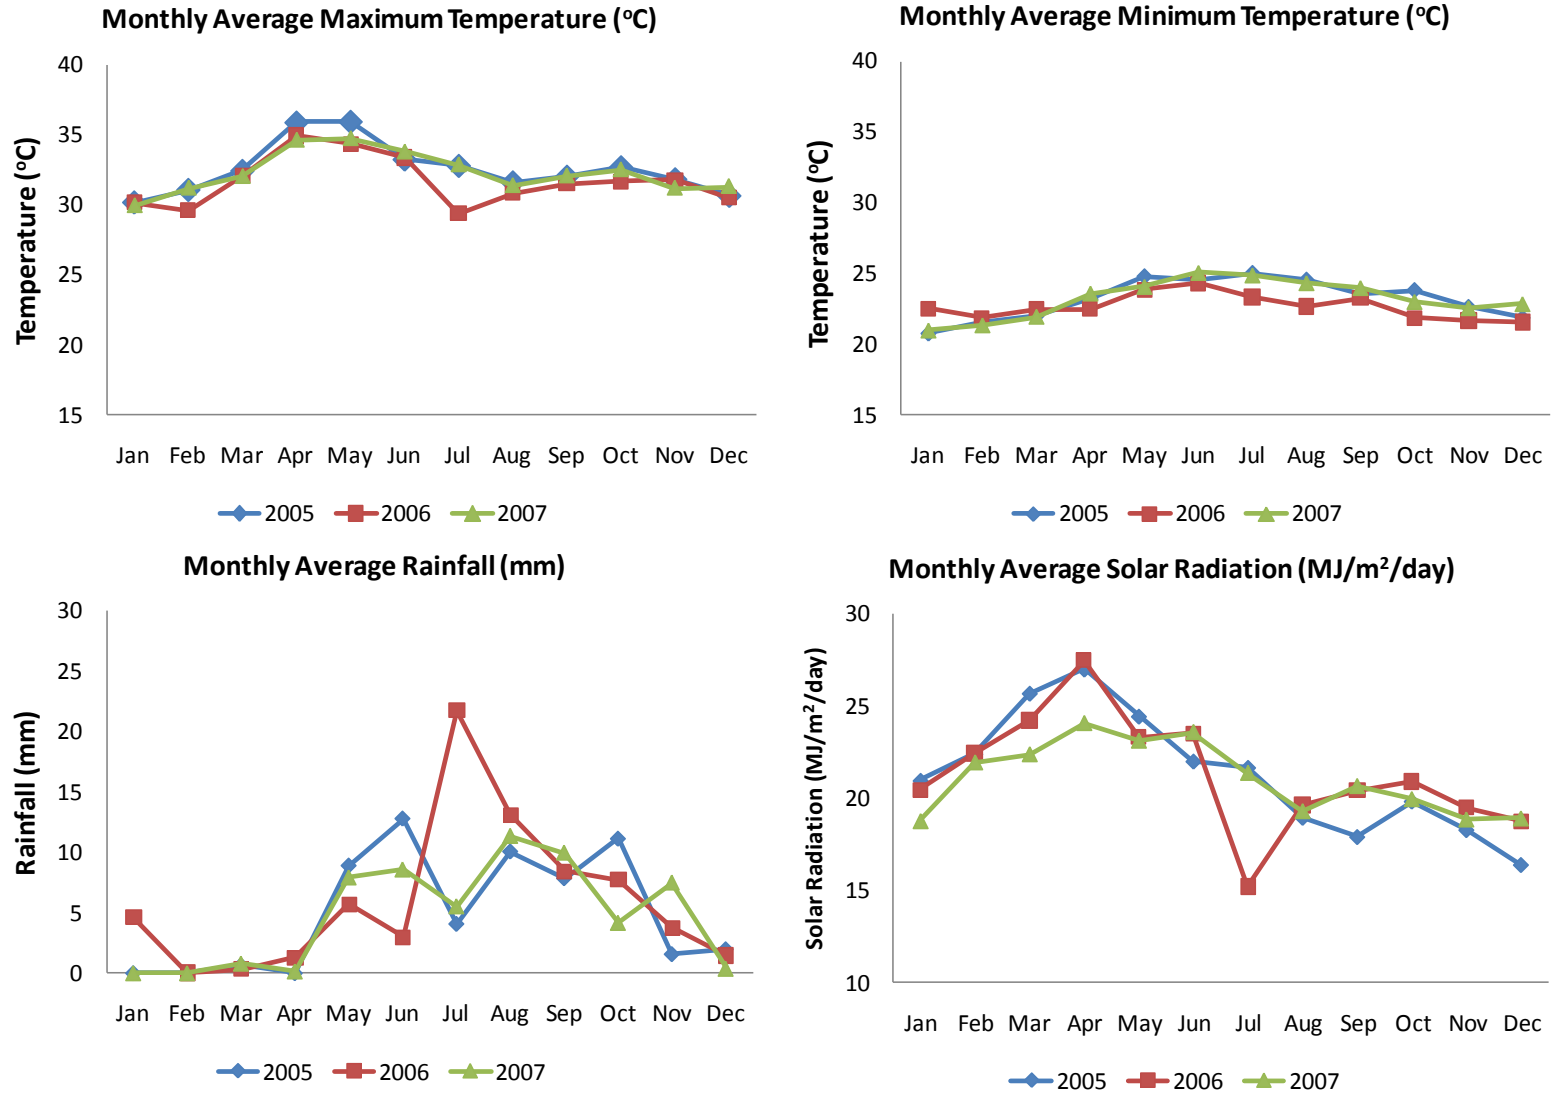 Monthly Average Maximum Temperature (ºC)
40
35
30
25
20
15
Temperature (ºC)
Jan Feb Mar Apr May Jun Jul Aug Sep Oct Nov Dec
2005 2006 2007
Monthly Average Minimum Temperature (ºC)
40
35
30
25
20
15
Temperature (ºC)
Jan Feb Mar Apr May Jun Jul Aug Sep Oct Nov Dec
2005 2006 2007
Monthly Average Rainfall (mm)
30
25
20
15
10
5
0
Rainfall (mm)
Jan Feb Mar Apr May Jun Jul Aug Sep Oct Nov Dec
2005 2006 2007
Monthly Average Solar Radiation (MJ/m²/day)
30
25
20
15
10
Solar Radiation (MJ/m²/day)
Jan Feb Mar Apr May Jun Jul Aug Sep Oct Nov Dec
2005 2006 2007